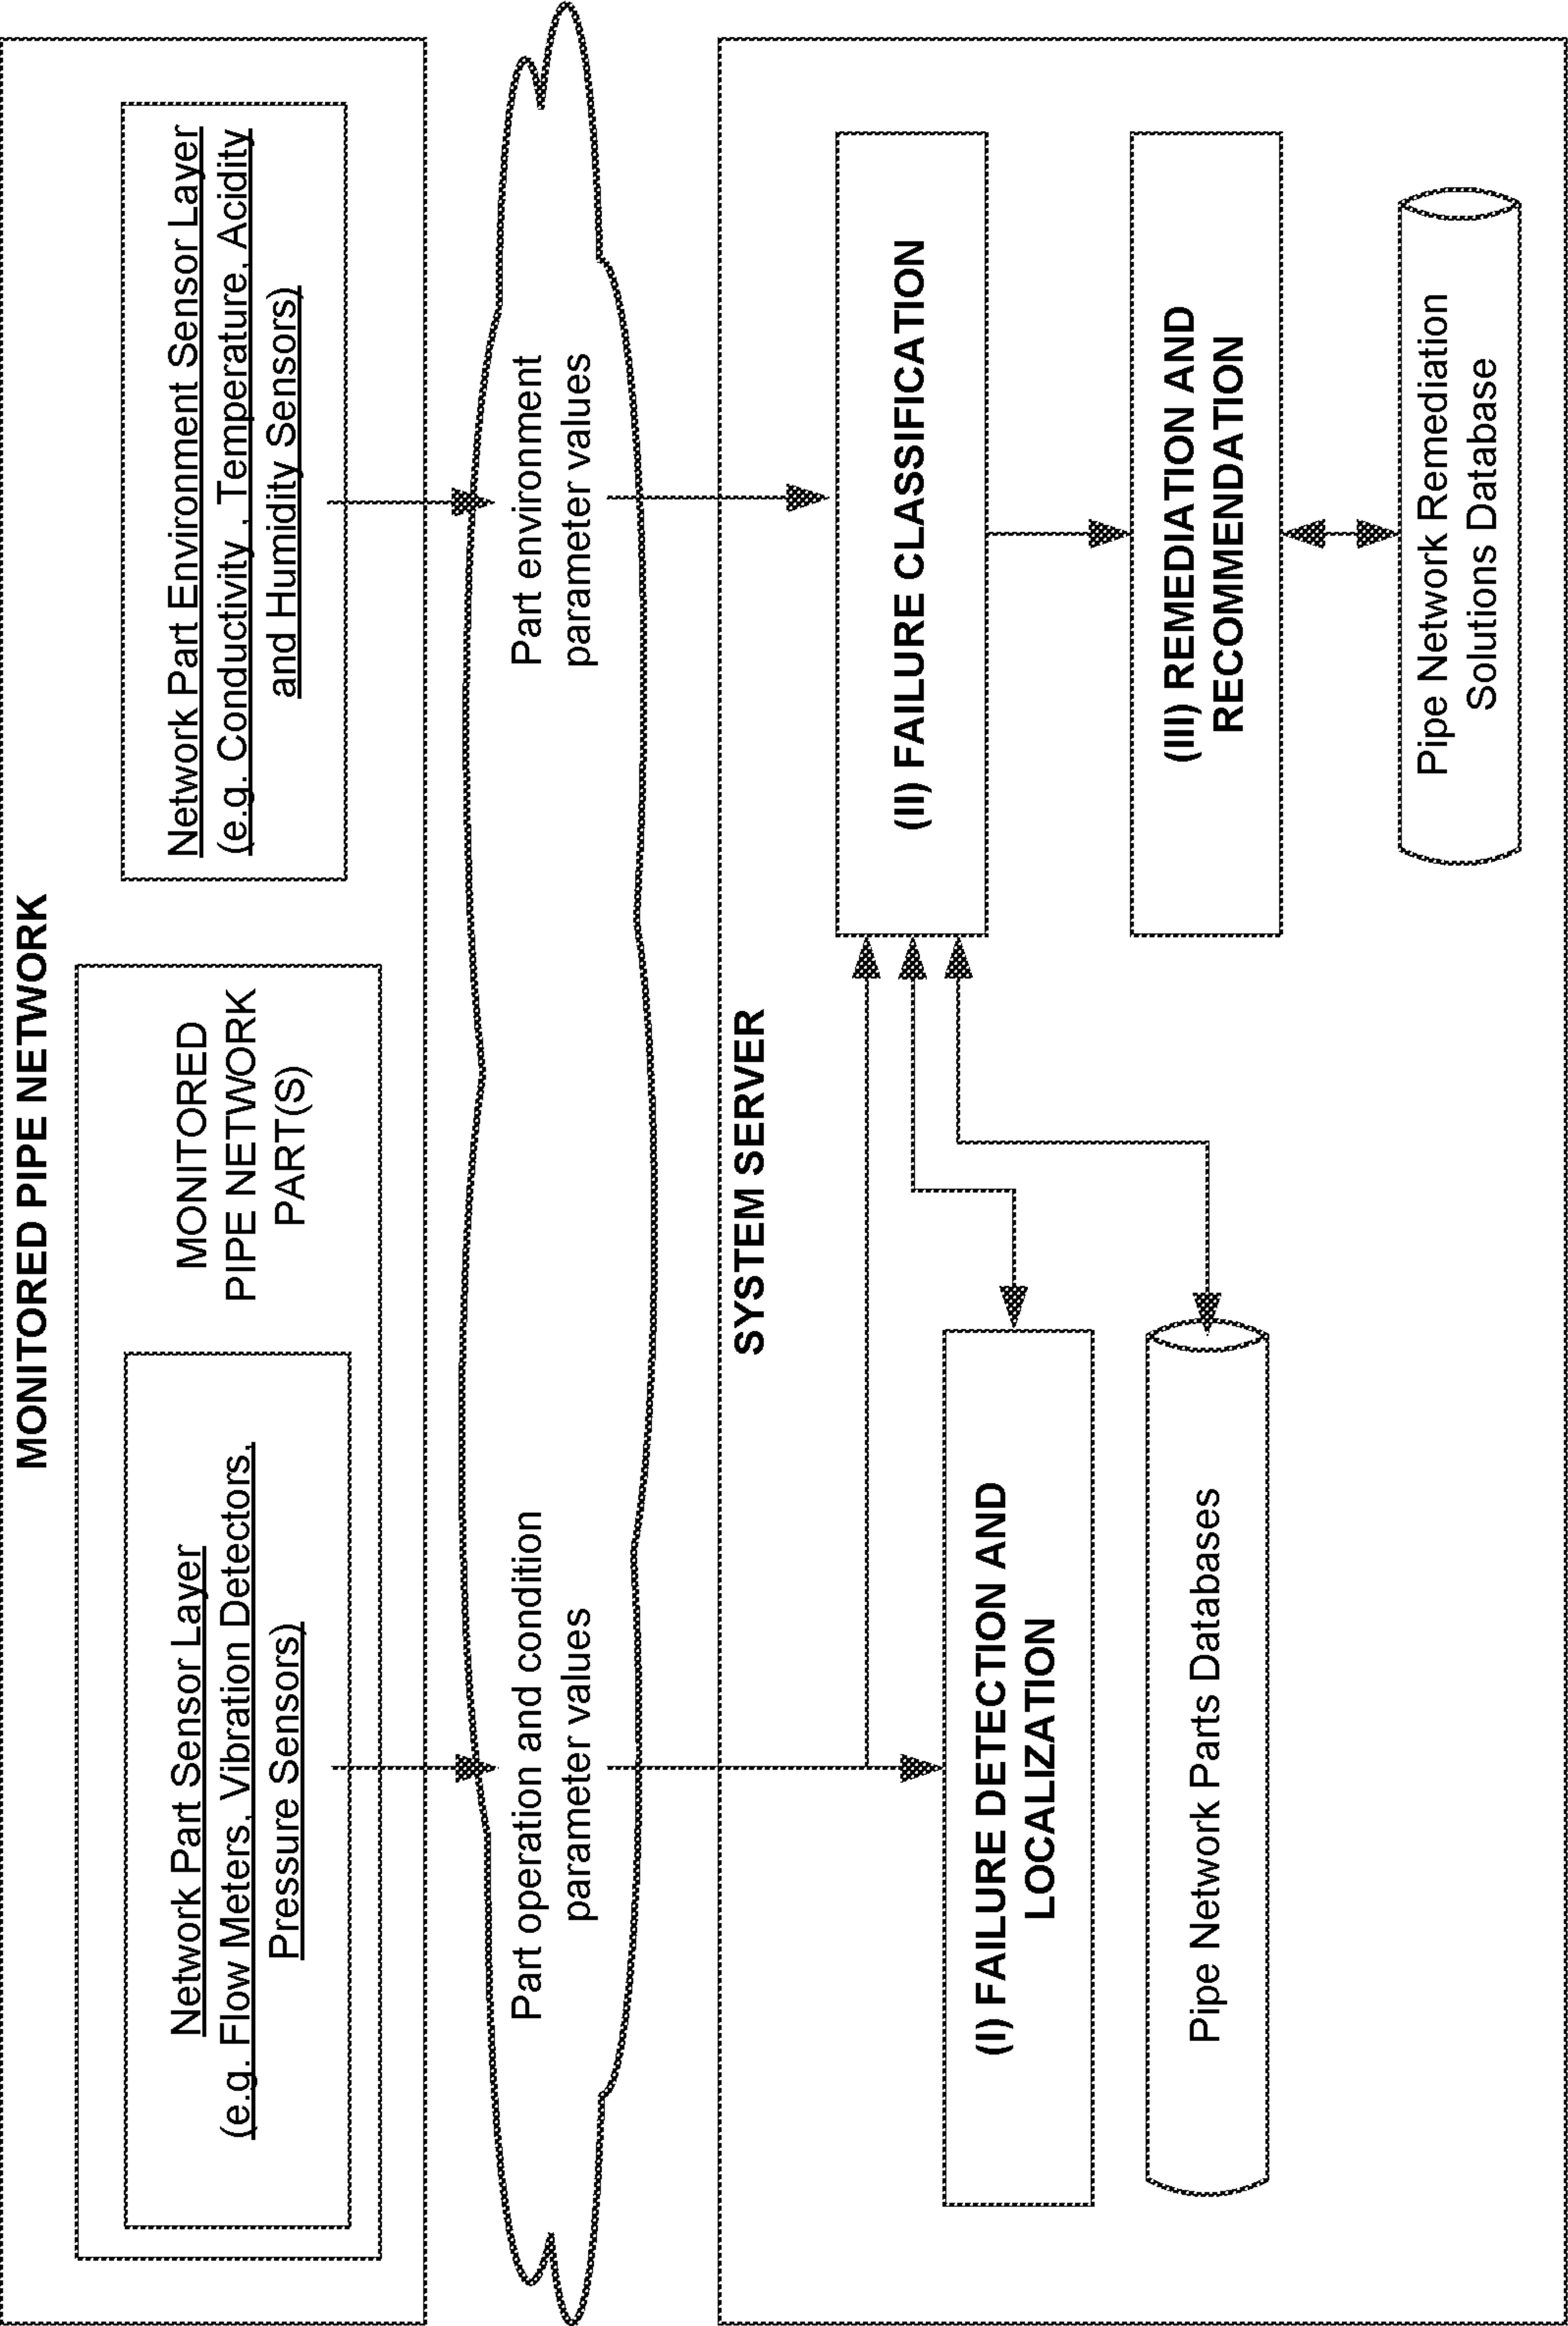 MONITORED PIPE NETWORK
Network Part Sensor Layer
(e.g. Flow Meters, Vibration Detectors,
Pressure Sensors)
MONITORED
PIPE NETWORK
PART(S)
Network Part Environment Sensor Layer
(e.g. Conductivity , Temperature, Acidity
and Humidity Sensors)
Part operation and condition
parameter values
Part environment
parameter values
SYSTEM SERVER
(I) FAILURE DETECTION AND
LOCALIZATION
Pipe Network Parts Databases
(II) FAILURE CLASSIFICATION
(III) REMEDIATION AND
RECOMMENDATION
Pipe Network Remediation
Solutions Database